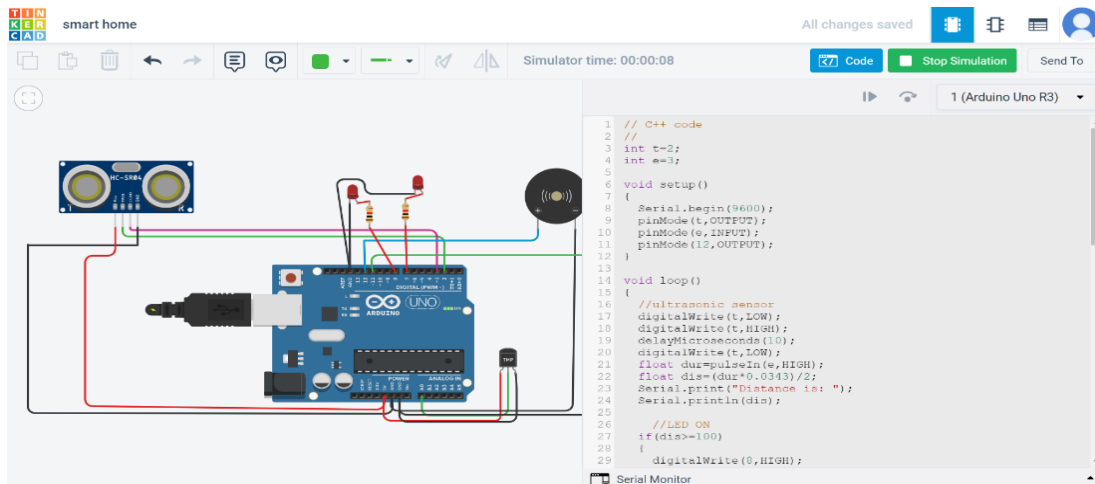 TIN
KER
CAD
smart home
All changes saved
Simulator time: 00:00:08
Code
Stop Simulation
Send To
1 (Arduino Uno R3)
HC-SR04
DIGITAL (PWM~)
ARDUINO
UNO
POWER
ANALOG IN
TMP
1 // C++ code
2 //
3 int t=2;
4 int e=3;
5
6 void setup()
7 {
8 Serial.begin(9600);
9 pinMode(t,OUTPUT);
10 pinMode(e,INPUT);
11 pinMode(12,OUTPUT);
12 }
13
14 void loop()
15 {
16 //ultrasonic sensor
17 digitalWrite(t,LOW);
18 digitalWrite(t,HIGH);
19 delayMicroseconds(10);
20 digitalWrite(t,LOW);
21 float dur=pulseIn(e,HIGH);
22 float dis=(dur*0.0343)/2;
23 Serial.print("Distance is: ");
24 Serial.println(dis);
25
26 //LED ON
27 if(dis>=100)
28 {
29 digitalWrite(8,HIGH);
Serial Monitor